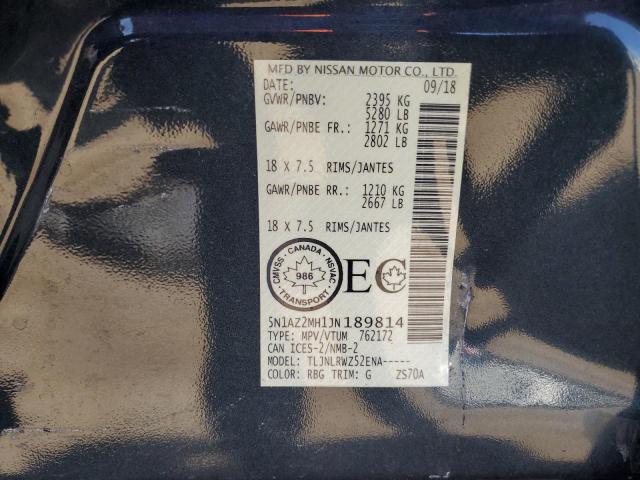 MFD BY NISSAN MOTOR CO., LTD.
DATE: 09/18
GVWR/PNBV: 2395 KG
5280 LB
GAWR/PNBE FR.: 1271 KG
2802 LB
18 X 7.5 RIMS/JANTES
GAWR/PNBE RR.: 1210 KG
2667 LB
18 X 7.5 RIMS/JANTES
CMVSS - CANADA - NSVAC
986
TRANSPORT
EC
5N1AZ2MH1JN189814
TYPE: MPV/VTUM 762172
CAN ICES-2/NMB-2
MODEL: TLJNLRWZ52ENA-----
COLOR: RBG TRIM: G ZS70A